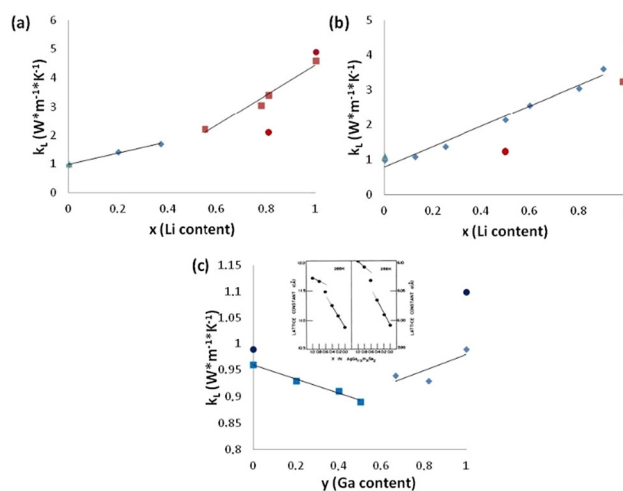 (a)
6
5
4
3
2
1
0
k_L (W*m⁻¹*K⁻¹)
0 0.2 0.4 0.6 0.8 1
x (Li content)
(b)
5
4
3
2
1
0
k_L (W*m⁻¹*K⁻¹)
0 0.2 0.4 0.6 0.8
x (Li content)
(c)
1.15
1.1
1.05
1
0.95
0.9
0.85
0.8
k_L (W*m⁻¹*K⁻¹)
LATTICE CONSTANT
LATTICE CONSTANT
0 0.2 0.4 0.6 0.8 1
y (Ga content)